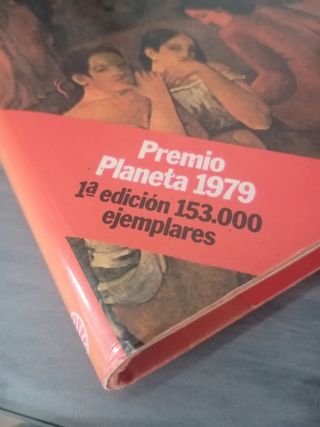 Premio
Planeta 1979
1ª edición 153.000
ejemplares